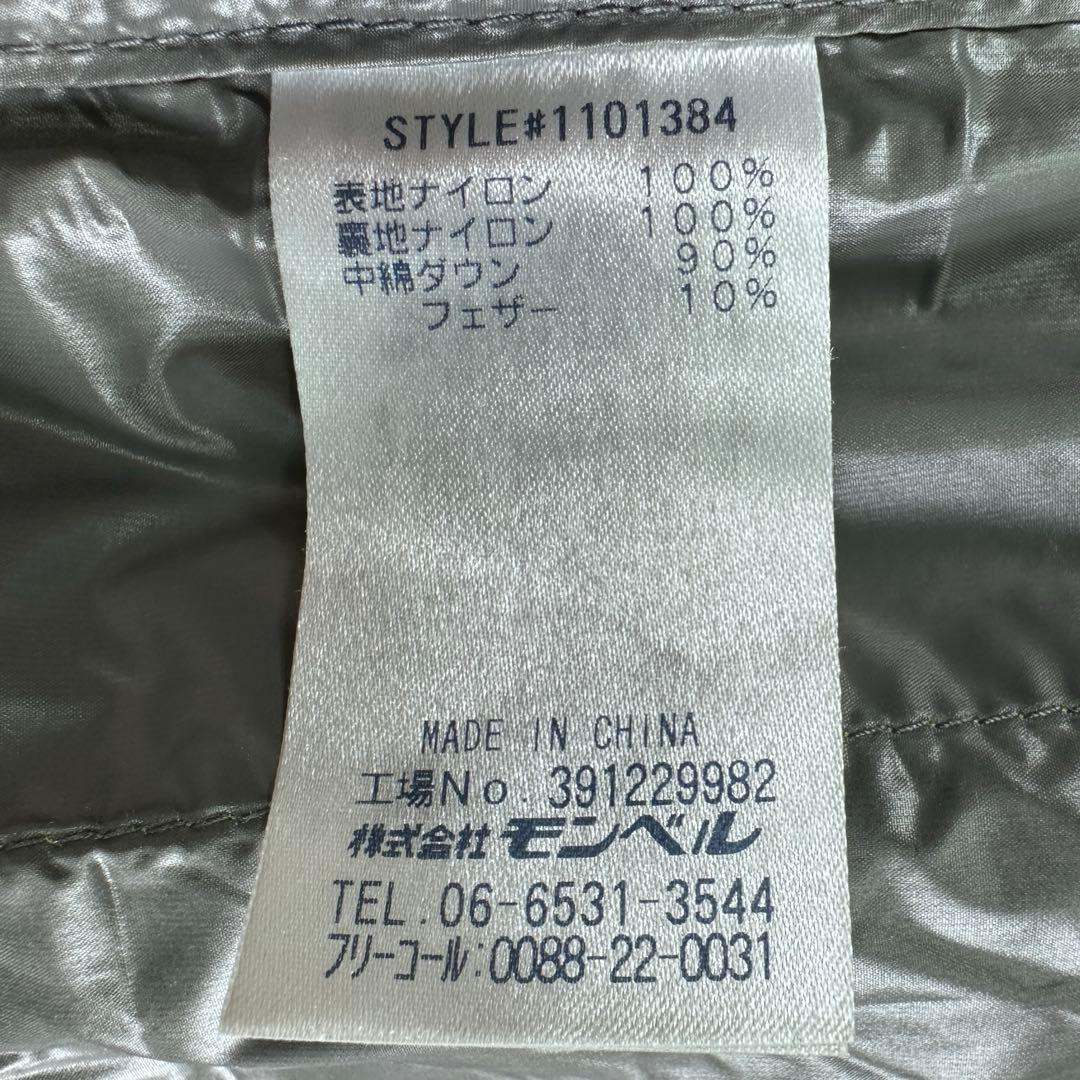 STYLE#1101384
表地ナイロン 100%
裏地ナイロン 100%
中綿ダウン 90%
フェザー 10%
MADE IN CHINA
工場No. 391229982
株式会社モンベル
TEL.06-6531-3544
フリーコール:0088-22-0031